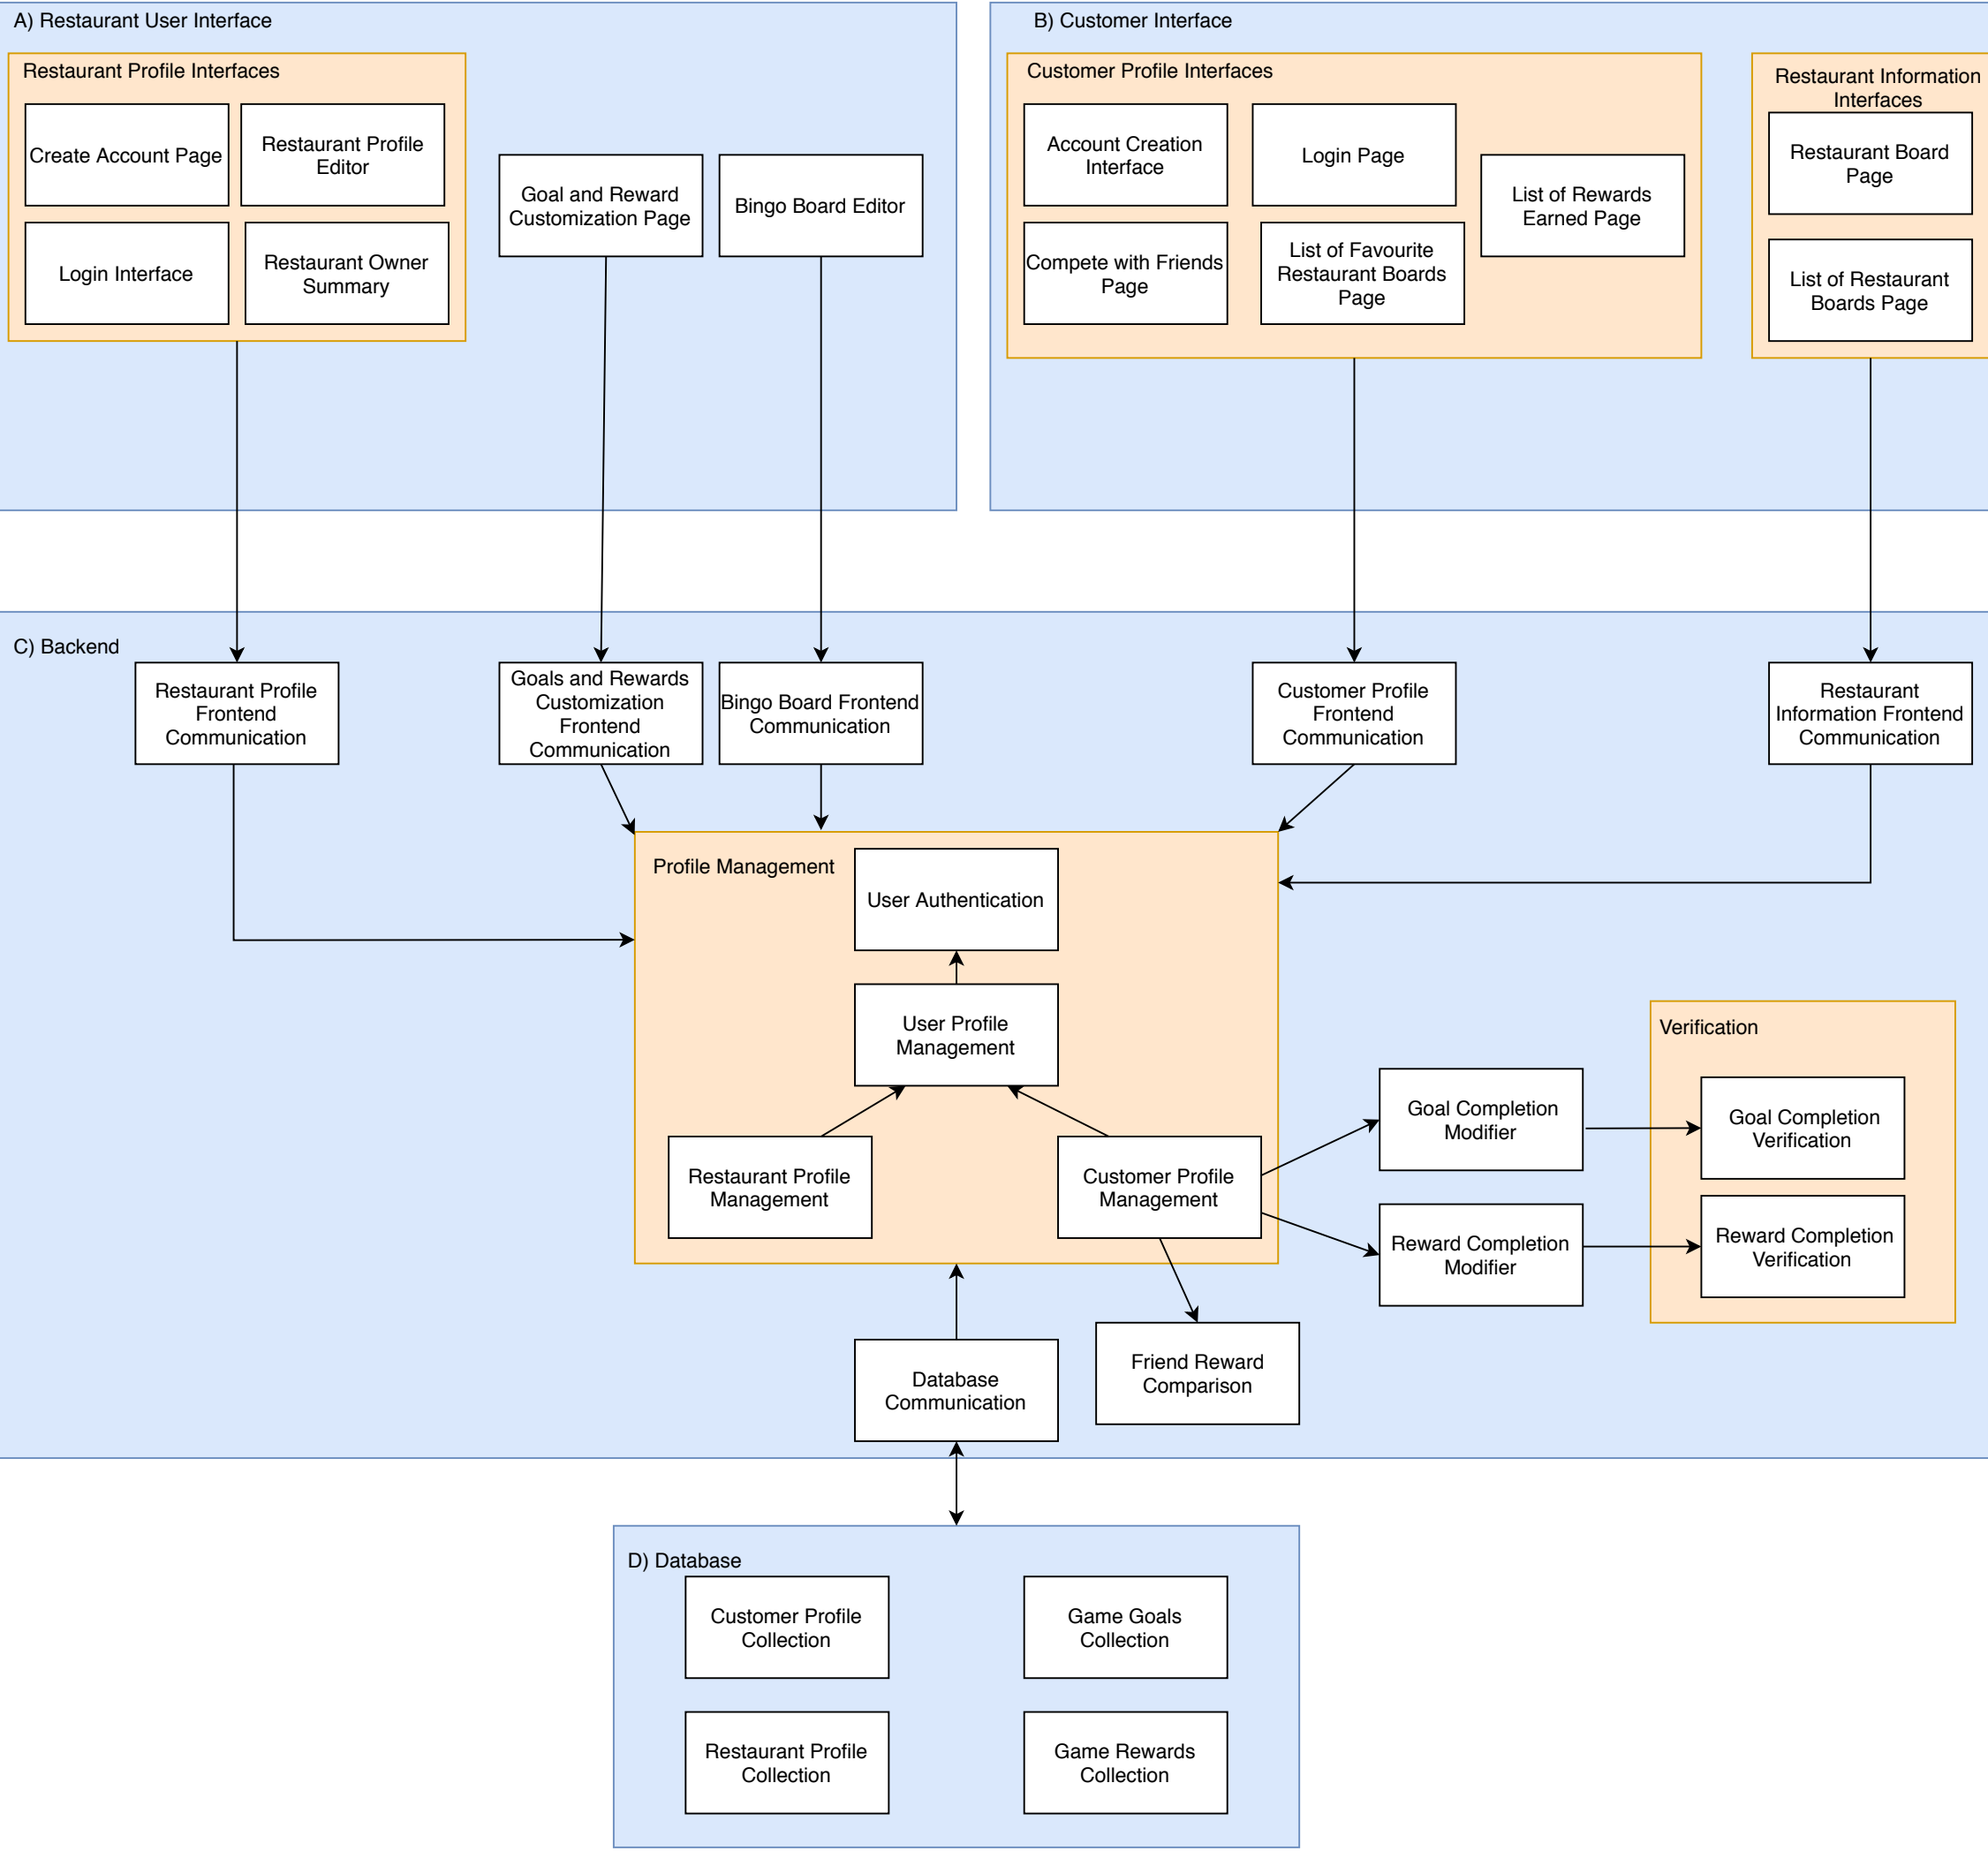 A) Restaurant User Interface
Restaurant Profile Interfaces
Create Account Page
Restaurant Profile
Editor
Login Interface
Restaurant Owner
Summary
Goal and Reward
Customization Page
Bingo Board Editor
B) Customer Interface
Customer Profile Interfaces
Account Creation
Interface
Login Page
List of Rewards
Earned Page
Compete with Friends
Page
List of Favourite
Restaurant Boards
Page
Restaurant Information
Interfaces
Restaurant Board
Page
List of Restaurant
Boards Page
C) Backend
Restaurant Profile
Frontend
Communication
Goals and Rewards
Customization
Frontend
Communication
Bingo Board Frontend
Communication
Customer Profile
Frontend
Communication
Restaurant
Information Frontend
Communication
Profile Management
User Authentication
User Profile
Management
Restaurant Profile
Management
Customer Profile
Management
Goal Completion
Modifier
Reward Completion
Modifier
Verification
Goal Completion
Verification
Reward Completion
Verification
Friend Reward
Comparison
Database
Communication
D) Database
Customer Profile
Collection
Game Goals
Collection
Restaurant Profile
Collection
Game Rewards
Collection